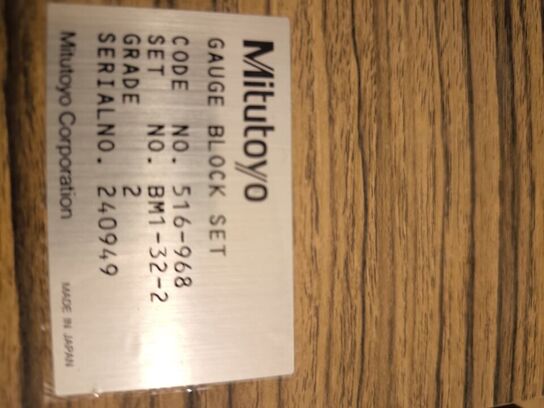 Mitutoyo
GAUGE BLOCK SET
CODE NO. 516-968
SET NO. BM1-32-2
GRADE 2
SERIALNO. 240949
Mitutoyo Corporation MADE IN JAPAN